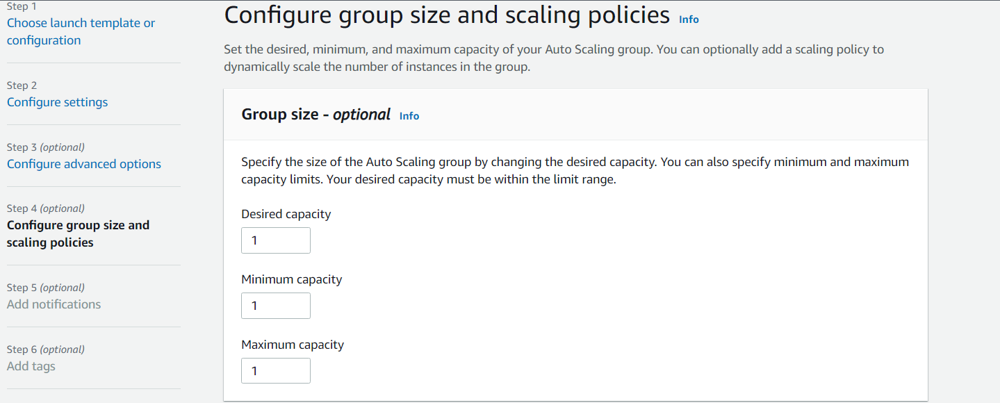 Step 1
Choose launch template or
configuration
Step 2
Configure settings
Step 3 (optional)
Configure advanced options
Step 4 (optional)
Configure group size and
scaling policies
Step 5 (optional)
Add notifications
Step 6 (optional)
Add tags
Configure group size and scaling policies Info
Set the desired, minimum, and maximum capacity of your Auto Scaling group. You can optionally add a scaling policy to
dynamically scale the number of instances in the group.
Group size - optional Info
Specify the size of the Auto Scaling group by changing the desired capacity. You can also specify minimum and maximum
capacity limits. Your desired capacity must be within the limit range.
Desired capacity
1
Minimum capacity
1
Maximum capacity
1